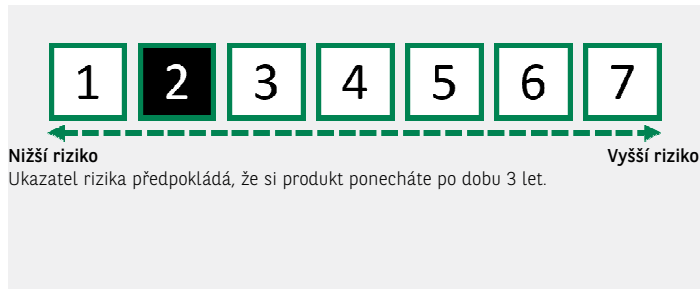 1 2 3 4 5 6 7
Nižší riziko Vyšší riziko
Ukazatel rizika předpokládá, že si produkt ponecháte po dobu 3 let.